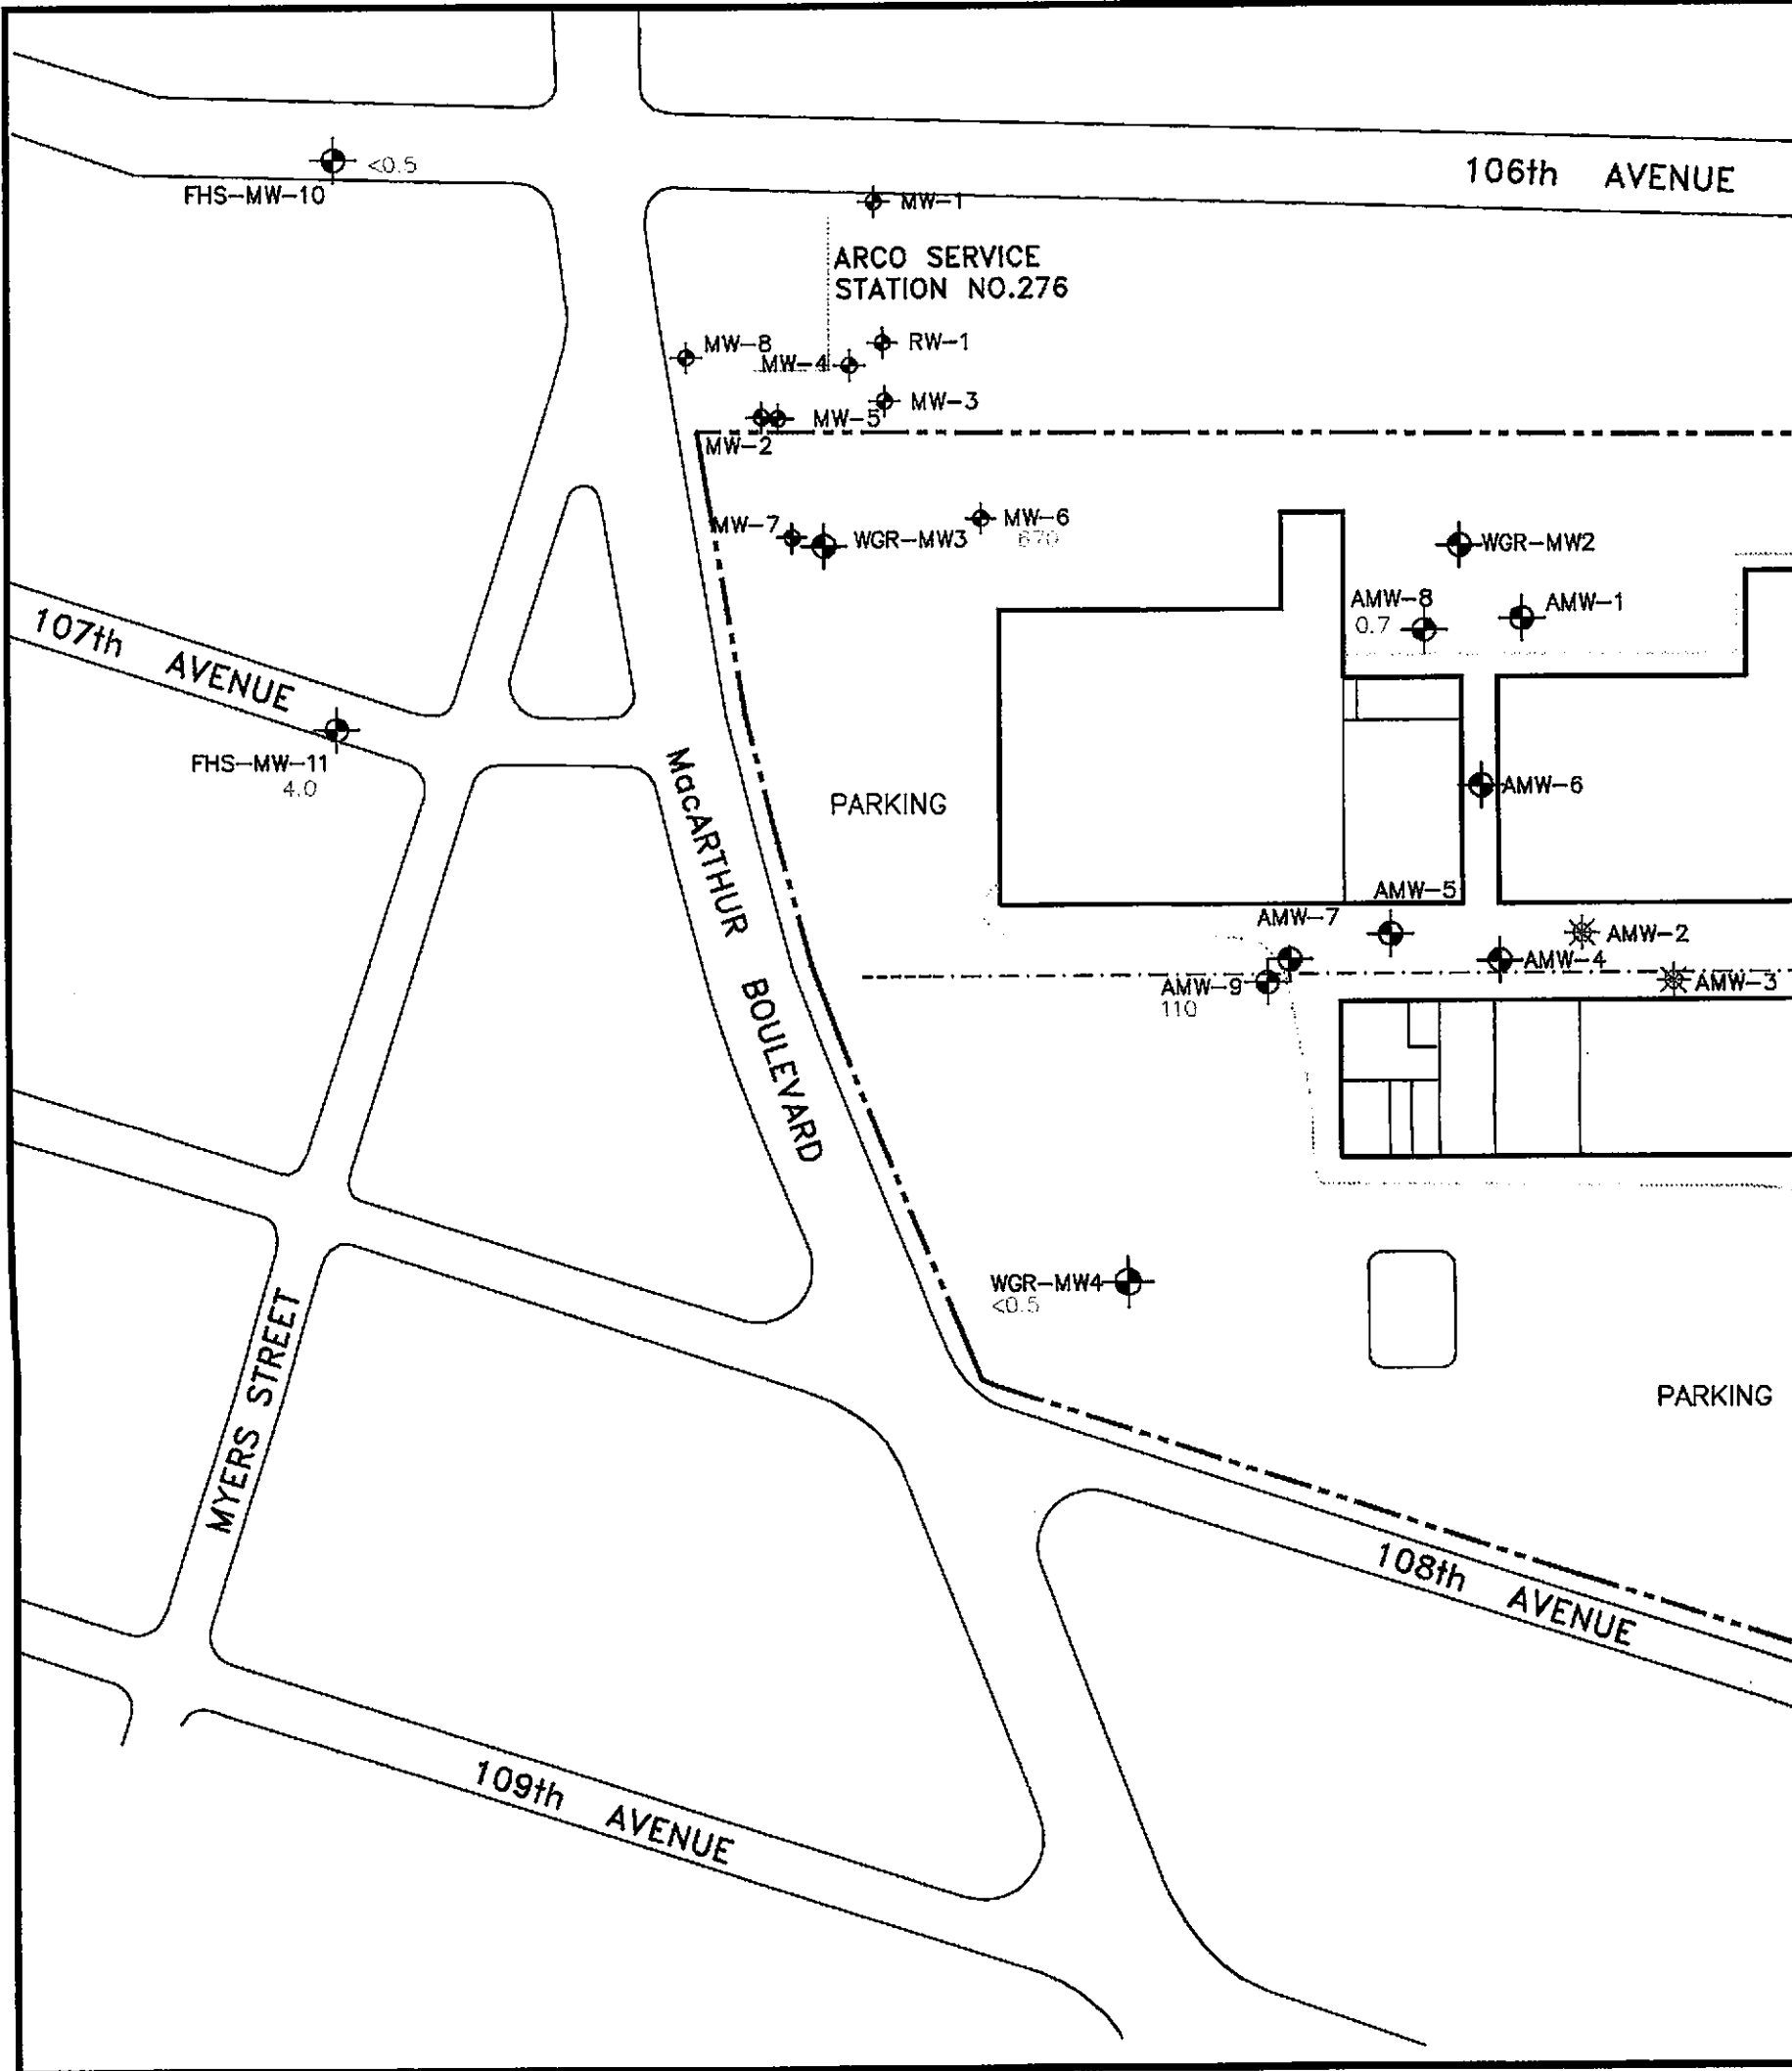 106th AVENUE
<0.5
FHS-MW-10
MW-1
ARCO SERVICE
STATION NO.276
MW-8
RW-1
MW-4
MW-3
MW-5
MW-2
MW-7
WGR-MW3
MW-6
670
WGR-MW2
AMW-8
0.7
AMW-1
107th AVENUE
FHS-MW-11
4.0
MacARTHUR BOULEVARD
PARKING
AMW-6
AMW-5
AMW-7
AMW-2
AMW-4
AMW-9
110
AMW-3
WGR-MW4
<0.5
MYERS STREET
PARKING
108th AVENUE
109th AVENUE